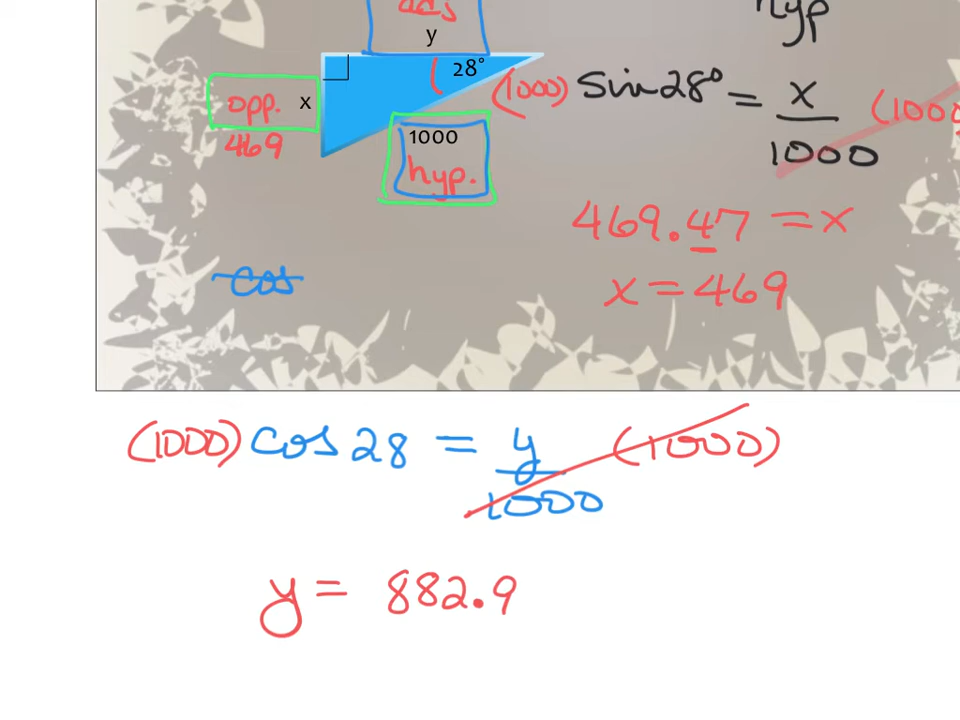 adj
y
28°
opp. x
469
1000
hyp.
hyp
(1000) sin 28° = x (1000
1000
469.47 = x
x = 469
cos
(1000) cos 28 = y (1000)
1000
y = 882.9